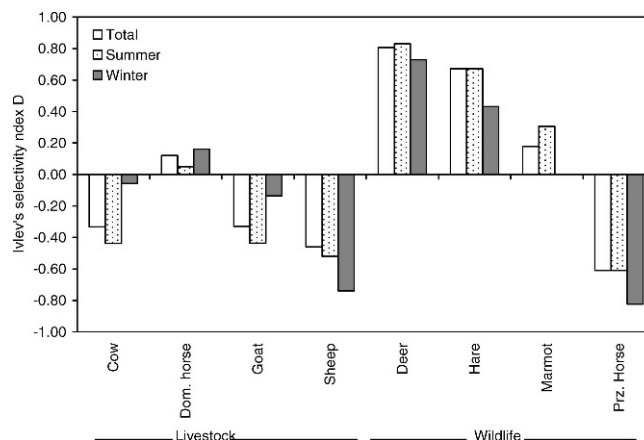 1.00
0.80
0.60
0.40
0.20
0.00
-0.20
-0.40
-0.60
-0.80
-1.00
Ivlev's selectivity index D
Total
Summer
Winter
Cow
Dom. horse
Goat
Sheep
Deer
Hare
Marmot
Prz. Horse
Livestock
Wildlife